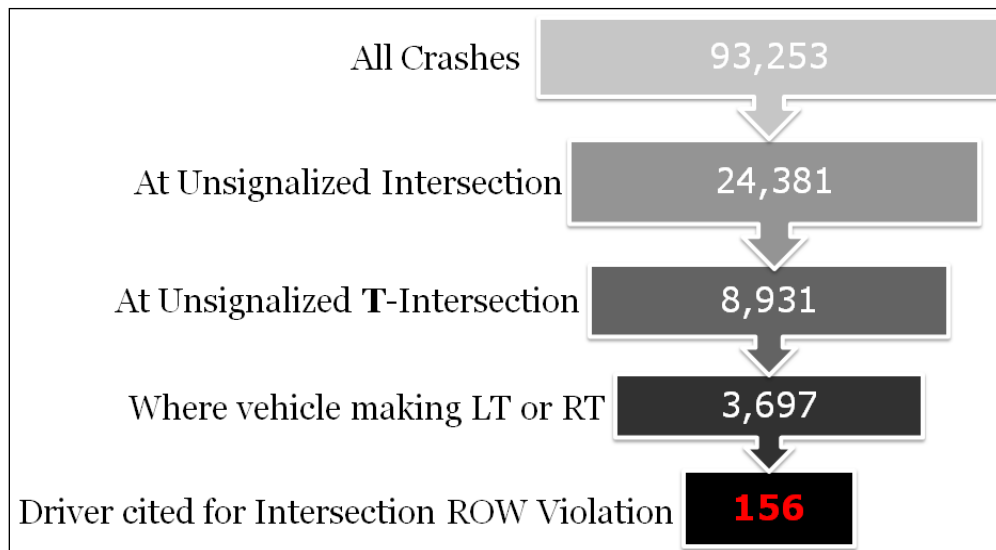 All Crashes 93,253
At Unsignalized Intersection 24,381
At Unsignalized T-Intersection 8,931
Where vehicle making LT or RT 3,697
Driver cited for Intersection ROW Violation 156